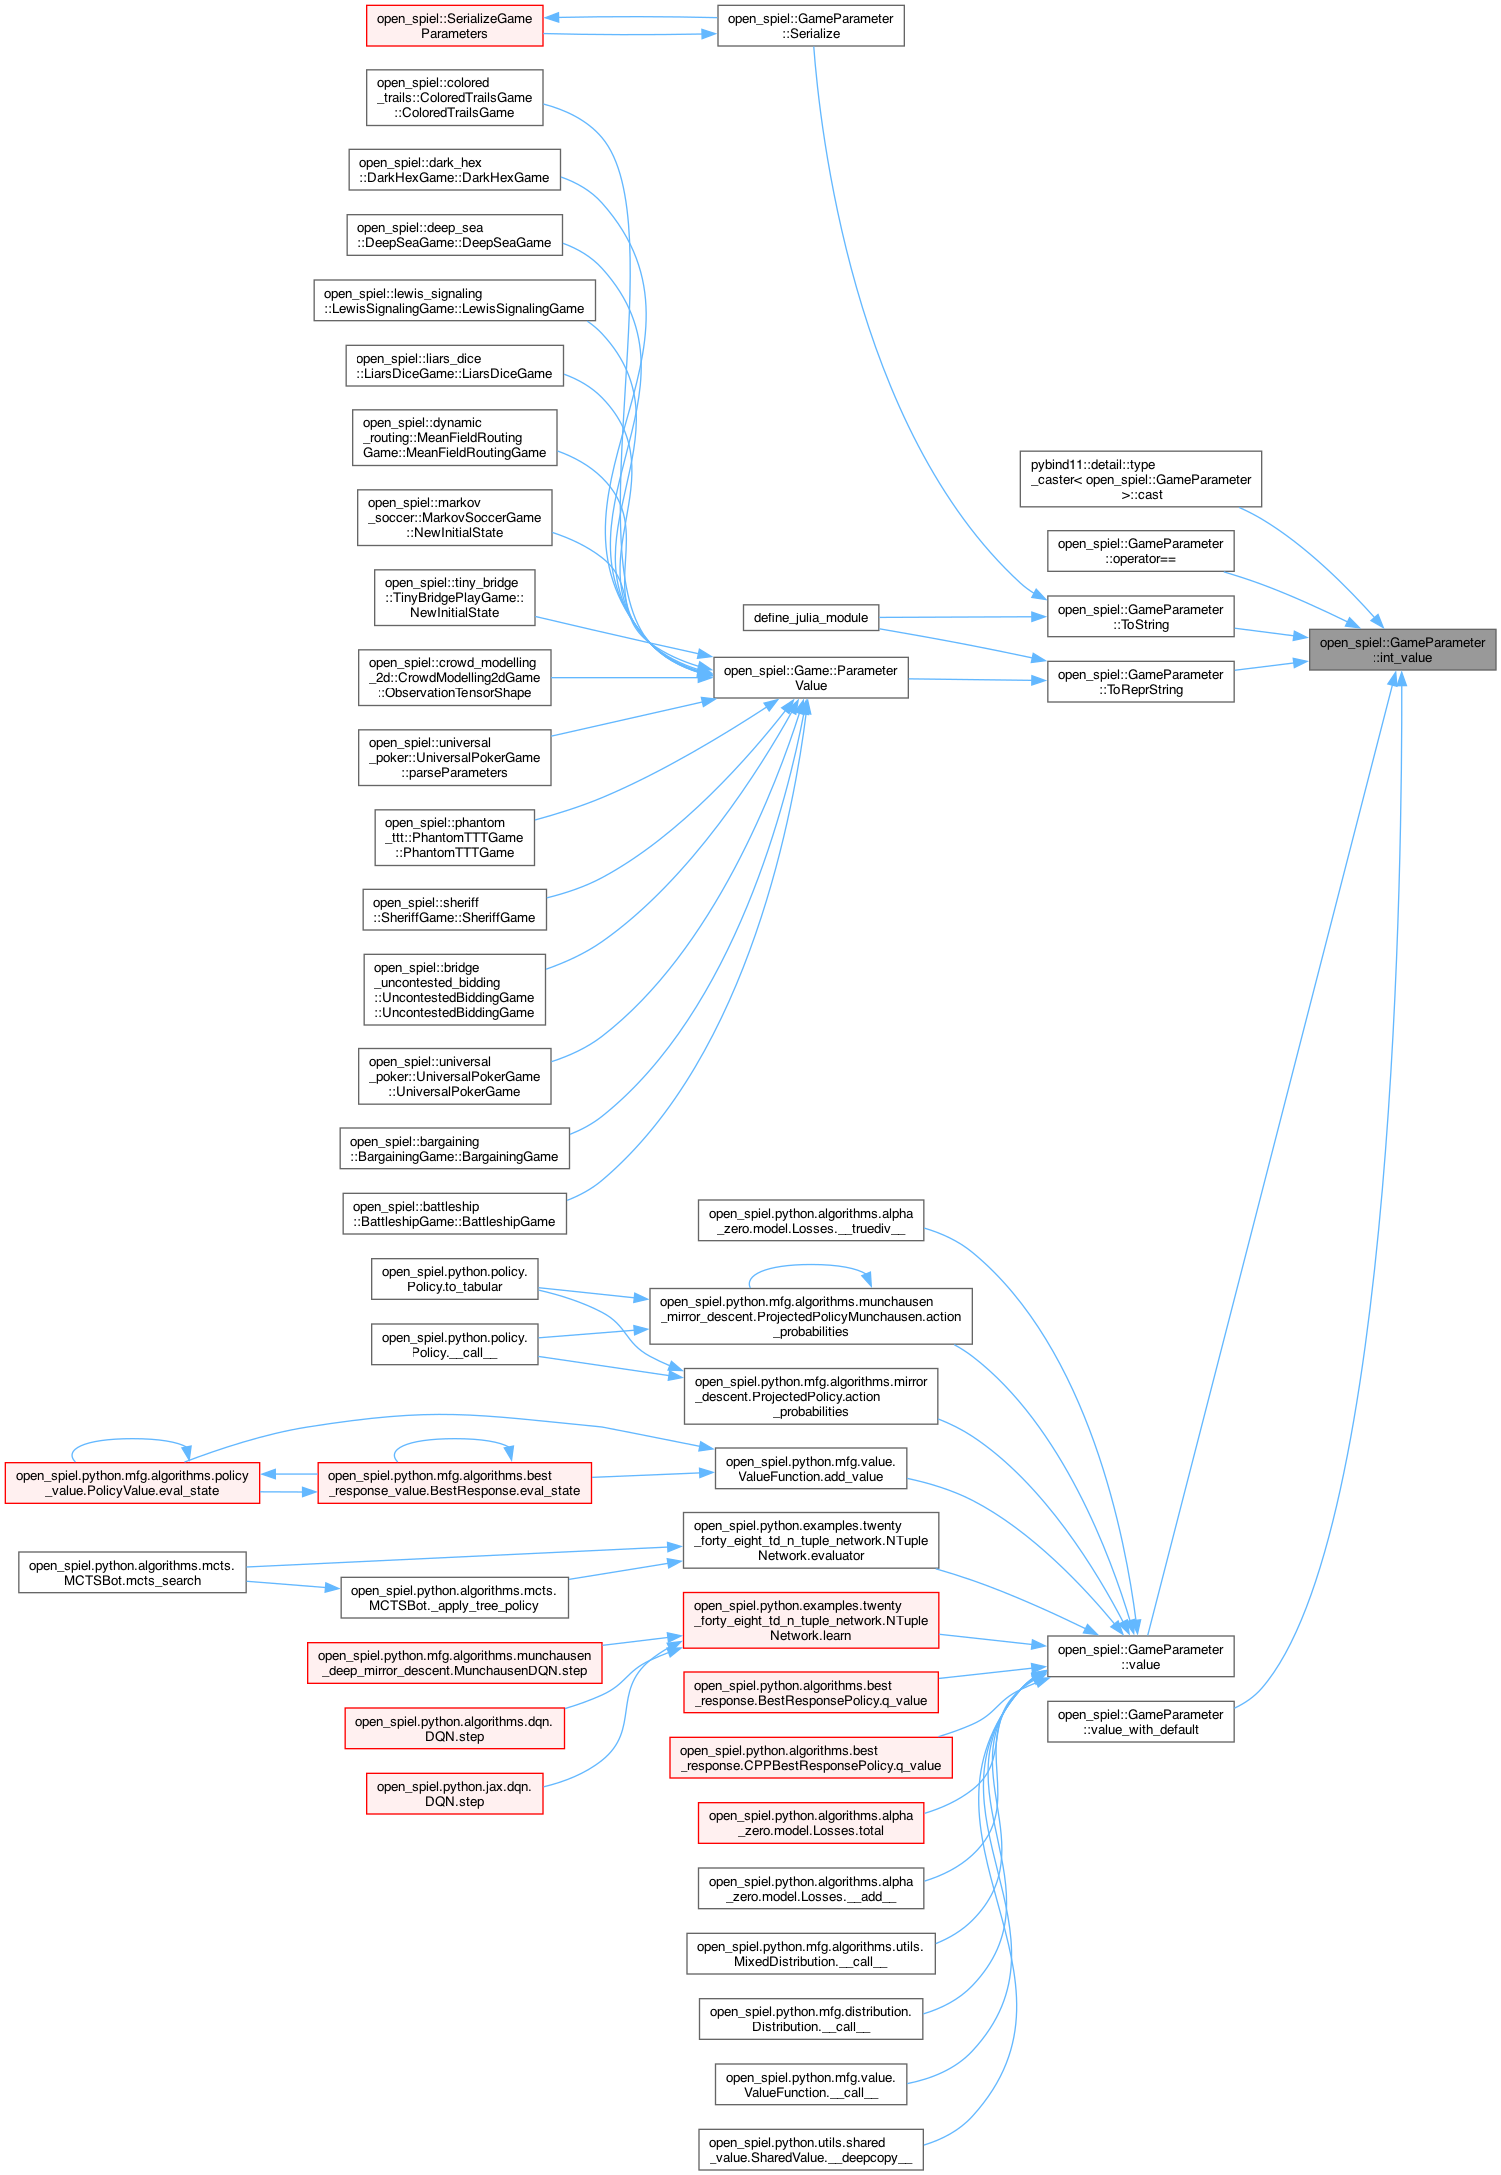 open_spiel::SerializeGame
Parameters
open_spiel::GameParameter
::Serialize
open_spiel::colored
_trails::ColoredTrailsGame
::ColoredTrailsGame
open_spiel::dark_hex
::DarkHexGame::DarkHexGame
open_spiel::deep_sea
::DeepSeaGame::DeepSeaGame
open_spiel::lewis_signaling
::LewisSignalingGame::LewisSignalingGame
open_spiel::liars_dice
::LiarsDiceGame::LiarsDiceGame
open_spiel::dynamic
_routing::MeanFieldRouting
Game::MeanFieldRoutingGame
open_spiel::markov
_soccer::MarkovSoccerGame
::NewInitialState
open_spiel::tiny_bridge
::TinyBridgePlayGame::
NewInitialState
open_spiel::crowd_modelling
_2d::CrowdModelling2dGame
::ObservationTensorShape
open_spiel::universal
_poker::UniversalPokerGame
::parseParameters
open_spiel::phantom
_ttt::PhantomTTTGame
::PhantomTTTGame
open_spiel::sheriff
::SheriffGame::SheriffGame
open_spiel::bridge
_uncontested_bidding
::UncontestedBiddingGame
::UncontestedBiddingGame
open_spiel::universal
_poker::UniversalPokerGame
::UniversalPokerGame
open_spiel::bargaining
::BargainingGame::BargainingGame
open_spiel::battleship
::BattleshipGame::BattleshipGame
define_julia_module
open_spiel::Game::Parameter
Value
pybind11::detail::type
_caster< open_spiel::GameParameter
>::cast
open_spiel::GameParameter
::operator==
open_spiel::GameParameter
::ToString
open_spiel::GameParameter
::ToReprString
open_spiel::GameParameter
::int_value
open_spiel.python.algorithms.alpha
_zero.model.Losses.__truediv__
open_spiel.python.policy.
Policy.to_tabular
open_spiel.python.mfg.algorithms.munchausen
_mirror_descent.ProjectedPolicyMunchausen.action
_probabilities
open_spiel.python.policy.
Policy.__call__
open_spiel.python.mfg.algorithms.mirror
_descent.ProjectedPolicy.action
_probabilities
open_spiel.python.mfg.algorithms.policy
_value.PolicyValue.eval_state
open_spiel.python.mfg.algorithms.best
_response_value.BestResponse.eval_state
open_spiel.python.mfg.value.
ValueFunction.add_value
open_spiel.python.algorithms.mcts.
MCTSBot.mcts_search
open_spiel.python.algorithms.mcts.
MCTSBot._apply_tree_policy
open_spiel.python.examples.twenty
_forty_eight_td_n_tuple_network.NTuple
Network.evaluator
open_spiel.python.examples.twenty
_forty_eight_td_n_tuple_network.NTuple
Network.learn
open_spiel.python.mfg.algorithms.munchausen
_deep_mirror_descent.MunchausenDQN.step
open_spiel.python.algorithms.dqn.
DQN.step
open_spiel.python.jax.dqn.
DQN.step
open_spiel.python.algorithms.best
_response.BestResponsePolicy.q_value
open_spiel.python.algorithms.best
_response.CPPBestResponsePolicy.q_value
open_spiel.python.algorithms.alpha
_zero.model.Losses.total
open_spiel.python.algorithms.alpha
_zero.model.Losses.__add__
open_spiel.python.mfg.algorithms.utils.
MixedDistribution.__call__
open_spiel.python.mfg.distribution.
Distribution.__call__
open_spiel.python.mfg.value.
ValueFunction.__call__
open_spiel.python.utils.shared
_value.SharedValue.__deepcopy__
open_spiel::GameParameter
::value
open_spiel::GameParameter
::value_with_default